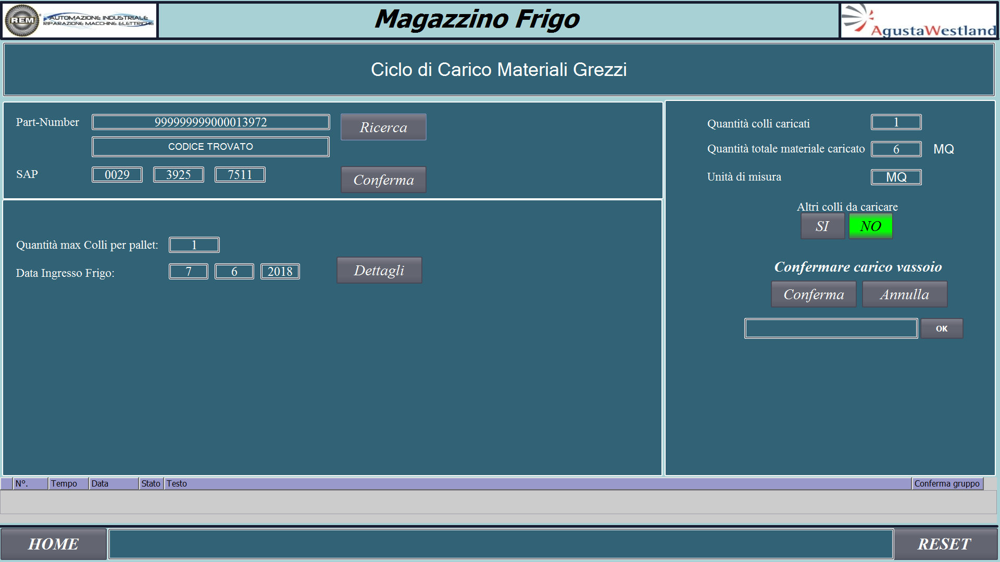 REM
AUTOMAZIONE INDUSTRIALE
RIPARAZIONE MACCHINE ELETTRICHE
Magazzino Frigo
AgustaWestland
Ciclo di Carico Materiali Grezzi
Part-Number 999999999000013972 Ricerca
CODICE TROVATO
SAP 0029 3925 7511 Conferma
Quantità max Colli per pallet: 1
Data Ingresso Frigo: 7 6 2018 Dettagli
Quantità colli caricati 1
Quantità totale materiale caricato 6 MQ
Unità di misura MQ
Altri colli da caricare
SI NO
Confermare carico vassoio
Conferma Annulla
OK
N°. Tempo Data Stato Testo Conferma gruppo
HOME RESET